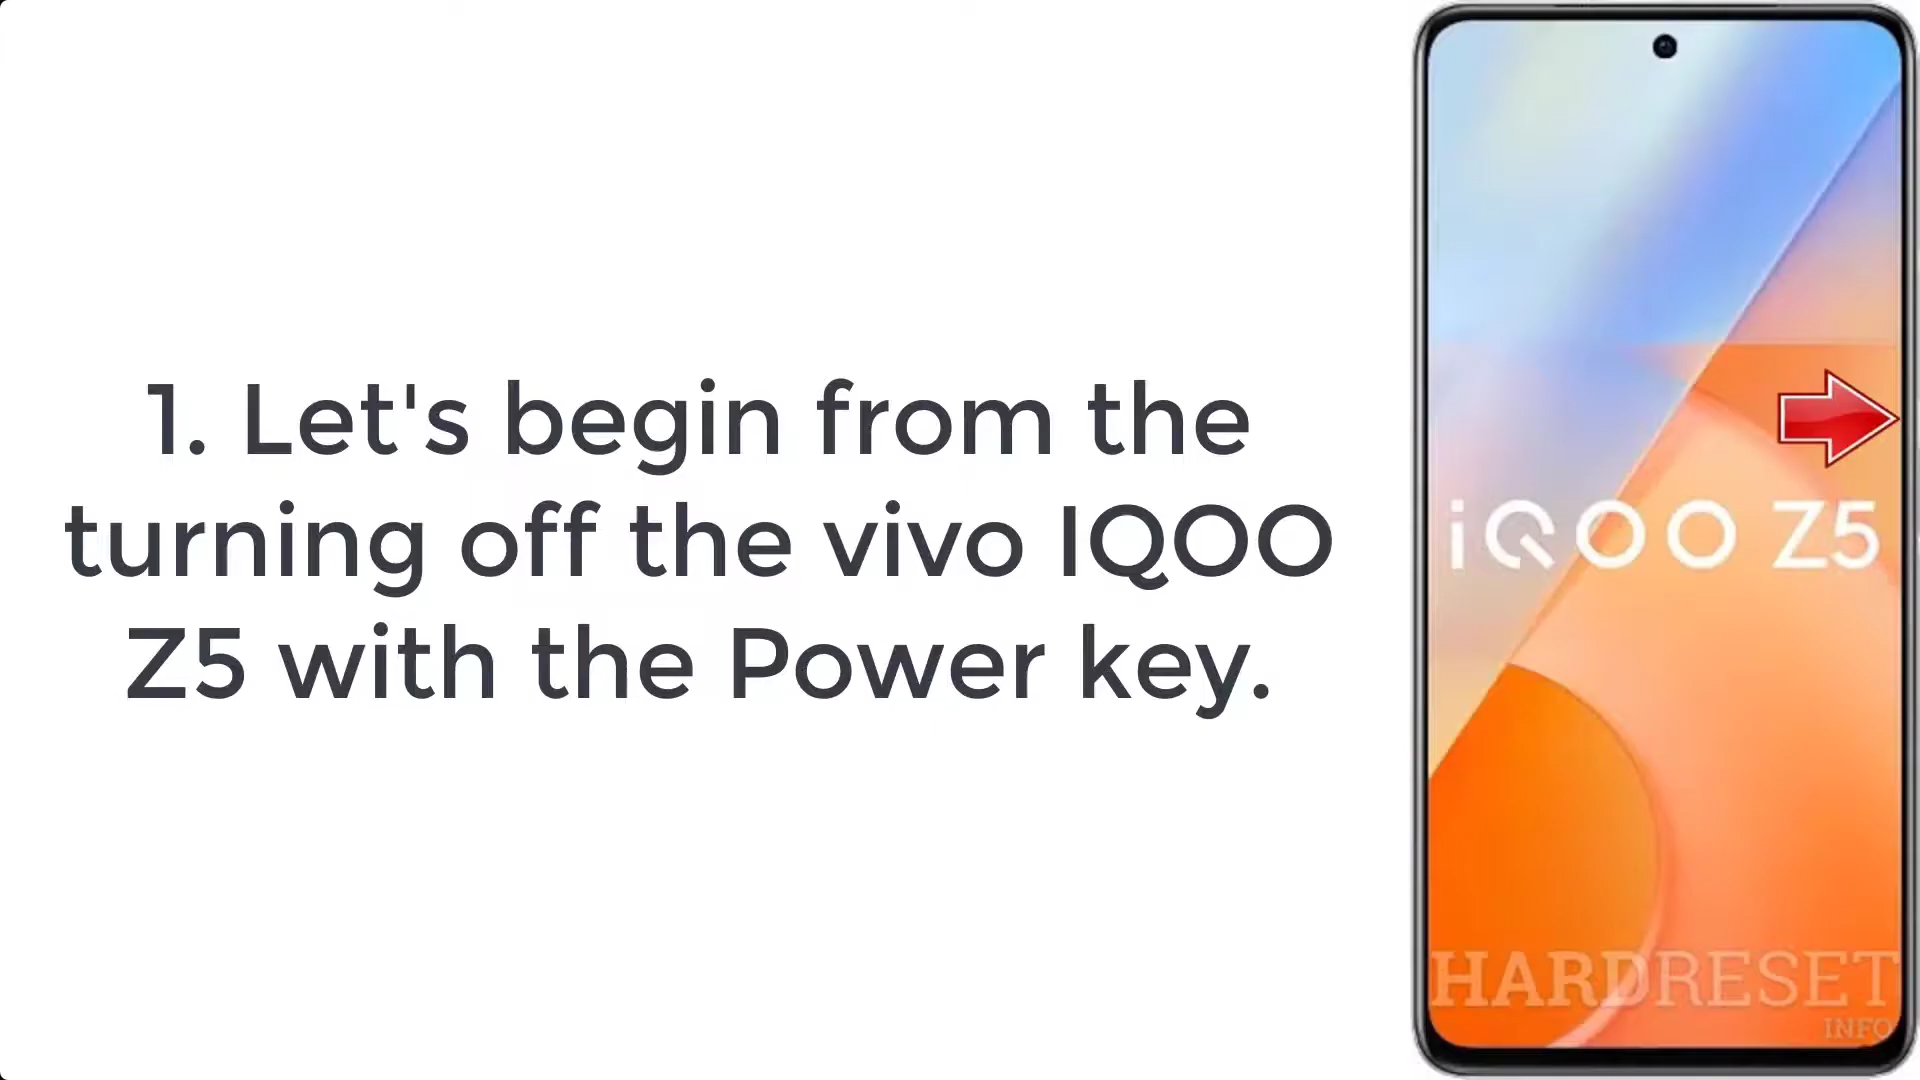 1. Let's begin from the
turning off the vivo IQOO
Z5 with the Power key.
iQOO Z5
HARDRESET
INFO